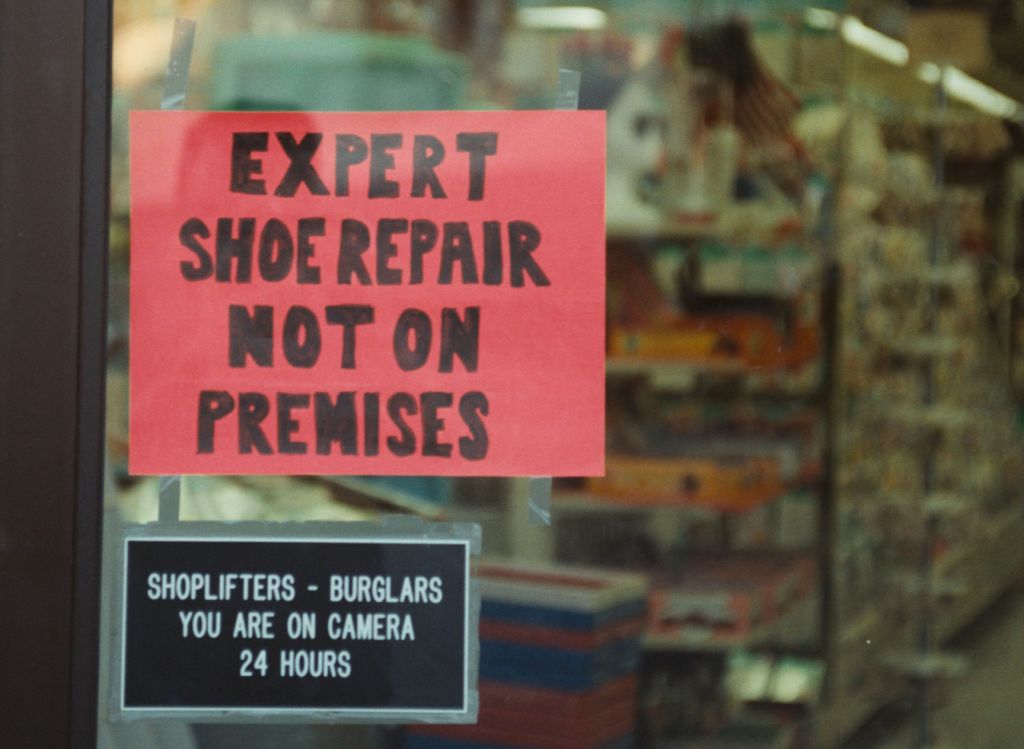 EXPERT
SHOE REPAIR
NOT ON
PREMISES
SHOPLIFTERS - BURGLARS
YOU ARE ON CAMERA
24 HOURS